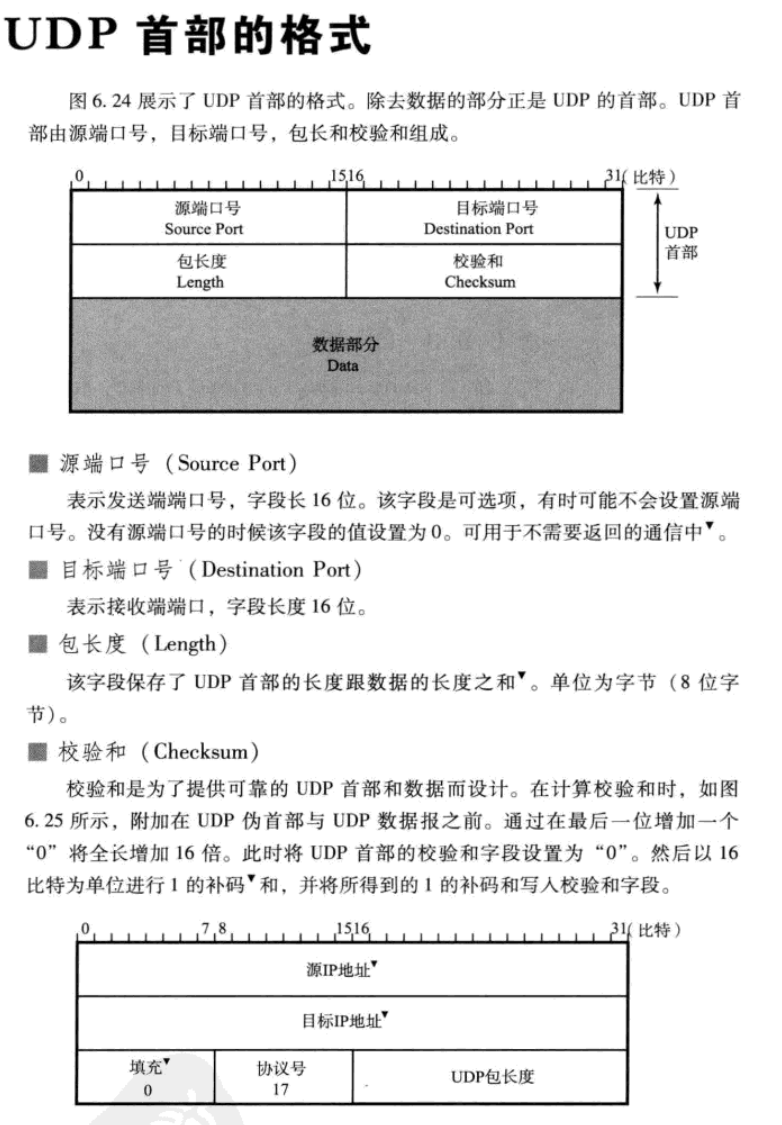 UDP 首部的格式
图 6.24 展示了 UDP 首部的格式。除去数据的部分正是 UDP 的首部。UDP 首
部由源端口号，目标端口号，包长和校验和组成。
0 15 16 31(比特)
源端口号 目标端口号
Source Port Destination Port
UDP
首部
包长度 校验和
Length Checksum
数据部分
Data
■ 源端口号（Source Port）
表示发送端端口号，字段长 16 位。该字段是可选项，有时可能不会设置源端
口号。没有源端口号的时候该字段的值设置为 0。可用于不需要返回的通信中▼。
■ 目标端口号（Destination Port）
表示接收端端口，字段长度 16 位。
■ 包长度（Length）
该字段保存了 UDP 首部的长度跟数据的长度之和▼。单位为字节（8 位字
节）。
■ 校验和（Checksum）
校验和是为了提供可靠的 UDP 首部和数据而设计。在计算校验和时，如图
6.25 所示，附加在 UDP 伪首部与 UDP 数据报之前。通过在最后一位增加一个
“0”将全长增加 16 倍。此时将 UDP 首部的校验和字段设置为“0”。然后以 16
比特为单位进行 1 的补码▼和，并将所得到的 1 的补码和写入校验和字段。
0 7 8 15 16 31(比特)
源IP地址▼
目标IP地址▼
填充▼ 协议号 UDP包长度
0 17